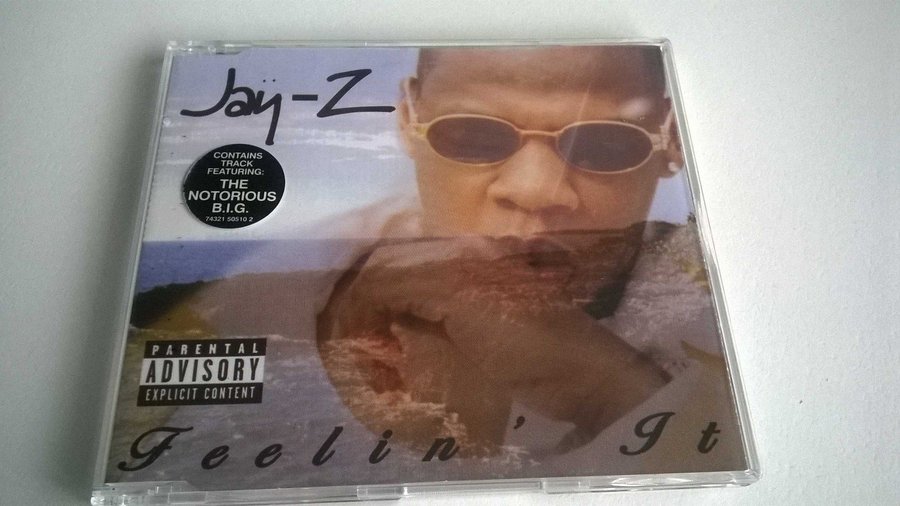 Jaÿ-Z
CONTAINS
TRACK
FEATURING:
THE
NOTORIOUS
B.I.G.
74321 50510 2
PARENTAL
ADVISORY
EXPLICIT CONTENT
Feelin' It